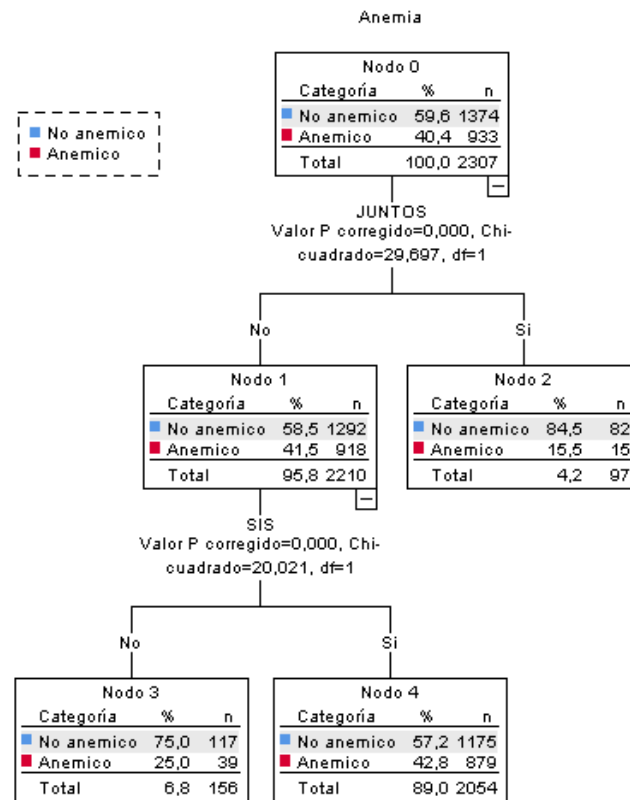 Anemia
No anemico
Anemico
Nodo 0
Categoría % n
No anemico 59,6 1374
Anemico 40,4 933
Total 100,0 2307
JUNTOS
Valor P corregido=0,000, Chi-
cuadrado=29,697, df=1
No
Si
Nodo 1
Categoría % n
No anemico 58,5 1292
Anemico 41,5 918
Total 95,8 2210
Nodo 2
Categoría % n
No anemico 84,5 82
Anemico 15,5 15
Total 4,2 97
SIS
Valor P corregido=0,000, Chi-
cuadrado=20,021, df=1
No
Si
Nodo 3
Categoría % n
No anemico 75,0 117
Anemico 25,0 39
Total 6,8 156
Nodo 4
Categoría % n
No anemico 57,2 1175
Anemico 42,8 879
Total 89,0 2054